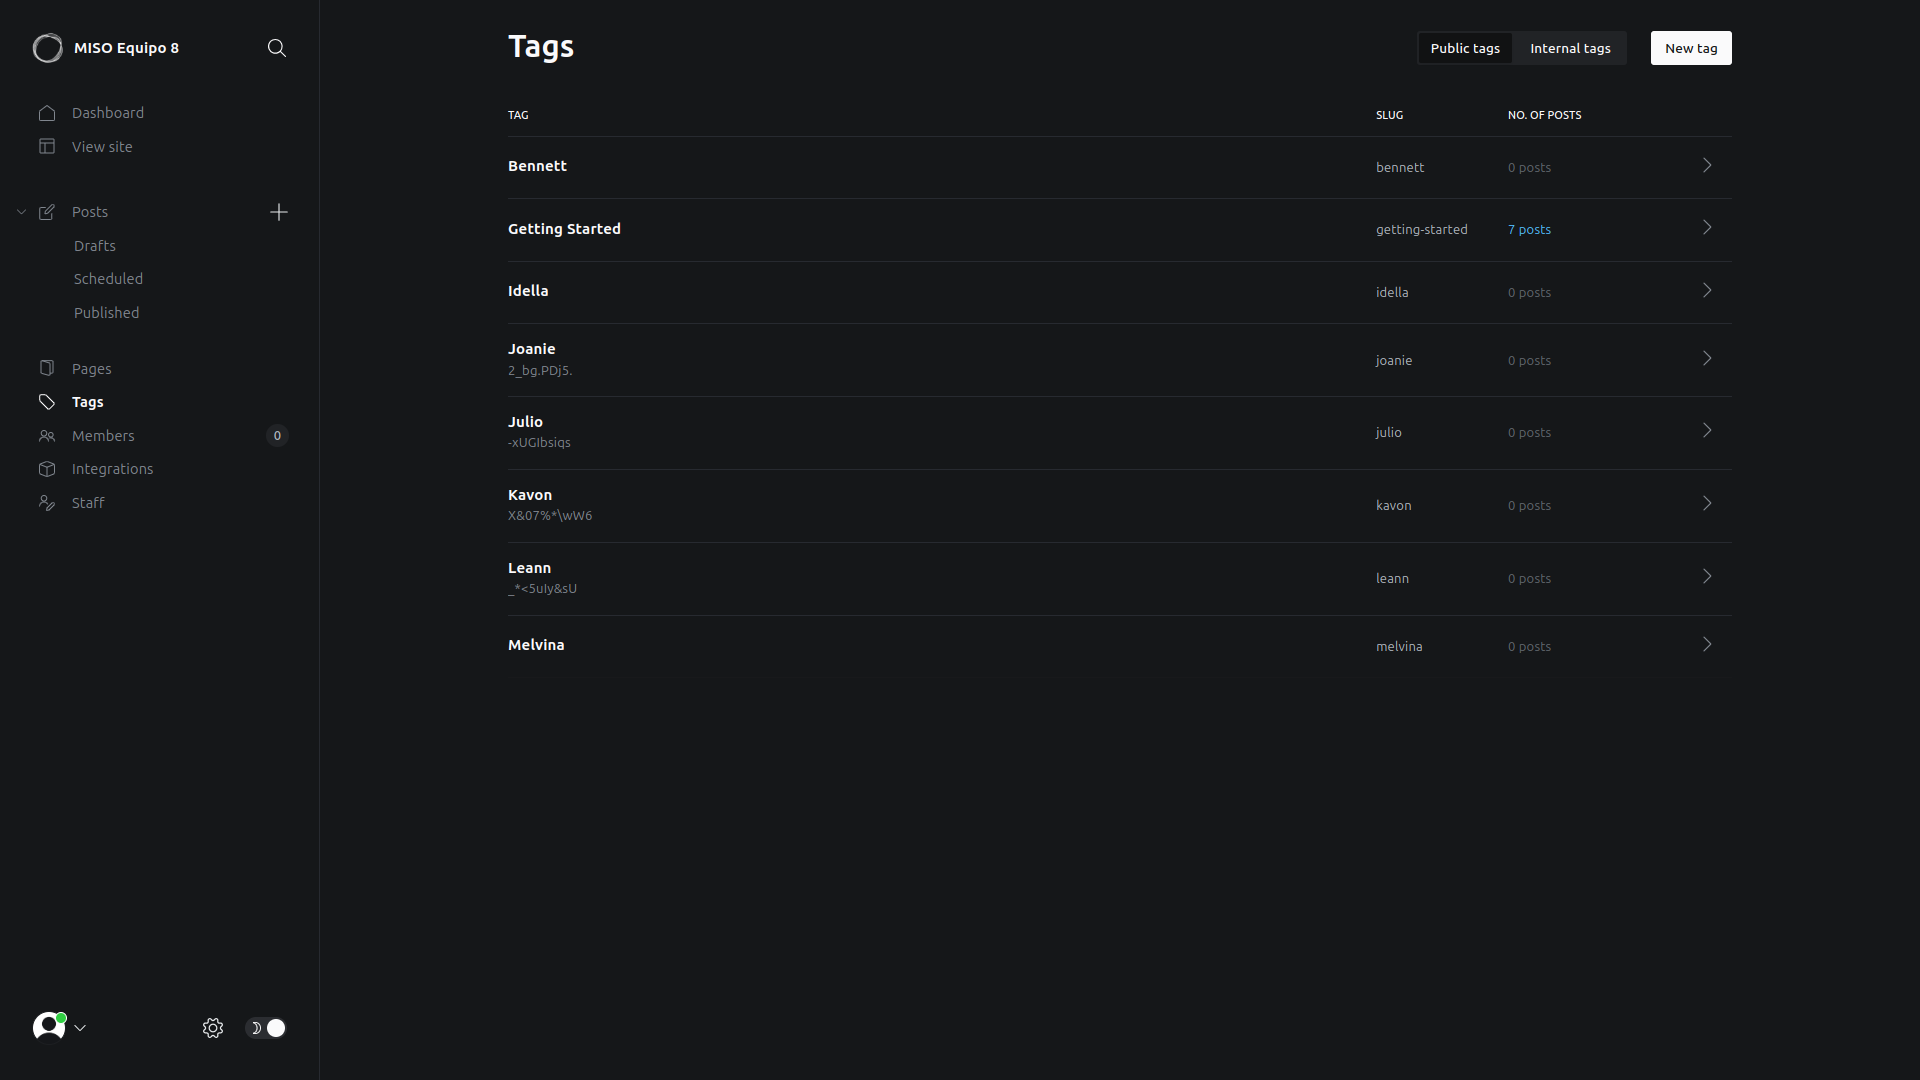 MISO Equipo 8
Dashboard
View site
Posts
Drafts
Scheduled
Published
Pages
Tags
Members 0
Integrations
Staff
Tags
Public tags Internal tags New tag
TAG SLUG NO. OF POSTS
Bennett bennett 0 posts
Getting Started getting-started 7 posts
Idella idella 0 posts
Joanie joanie 0 posts
2_bg.PDj5.
Julio julio 0 posts
-xUGIbsiqs
Kavon kavon 0 posts
X&07%*\wW6
Leann leann 0 posts
_*<5uIy&sU
Melvina melvina 0 posts